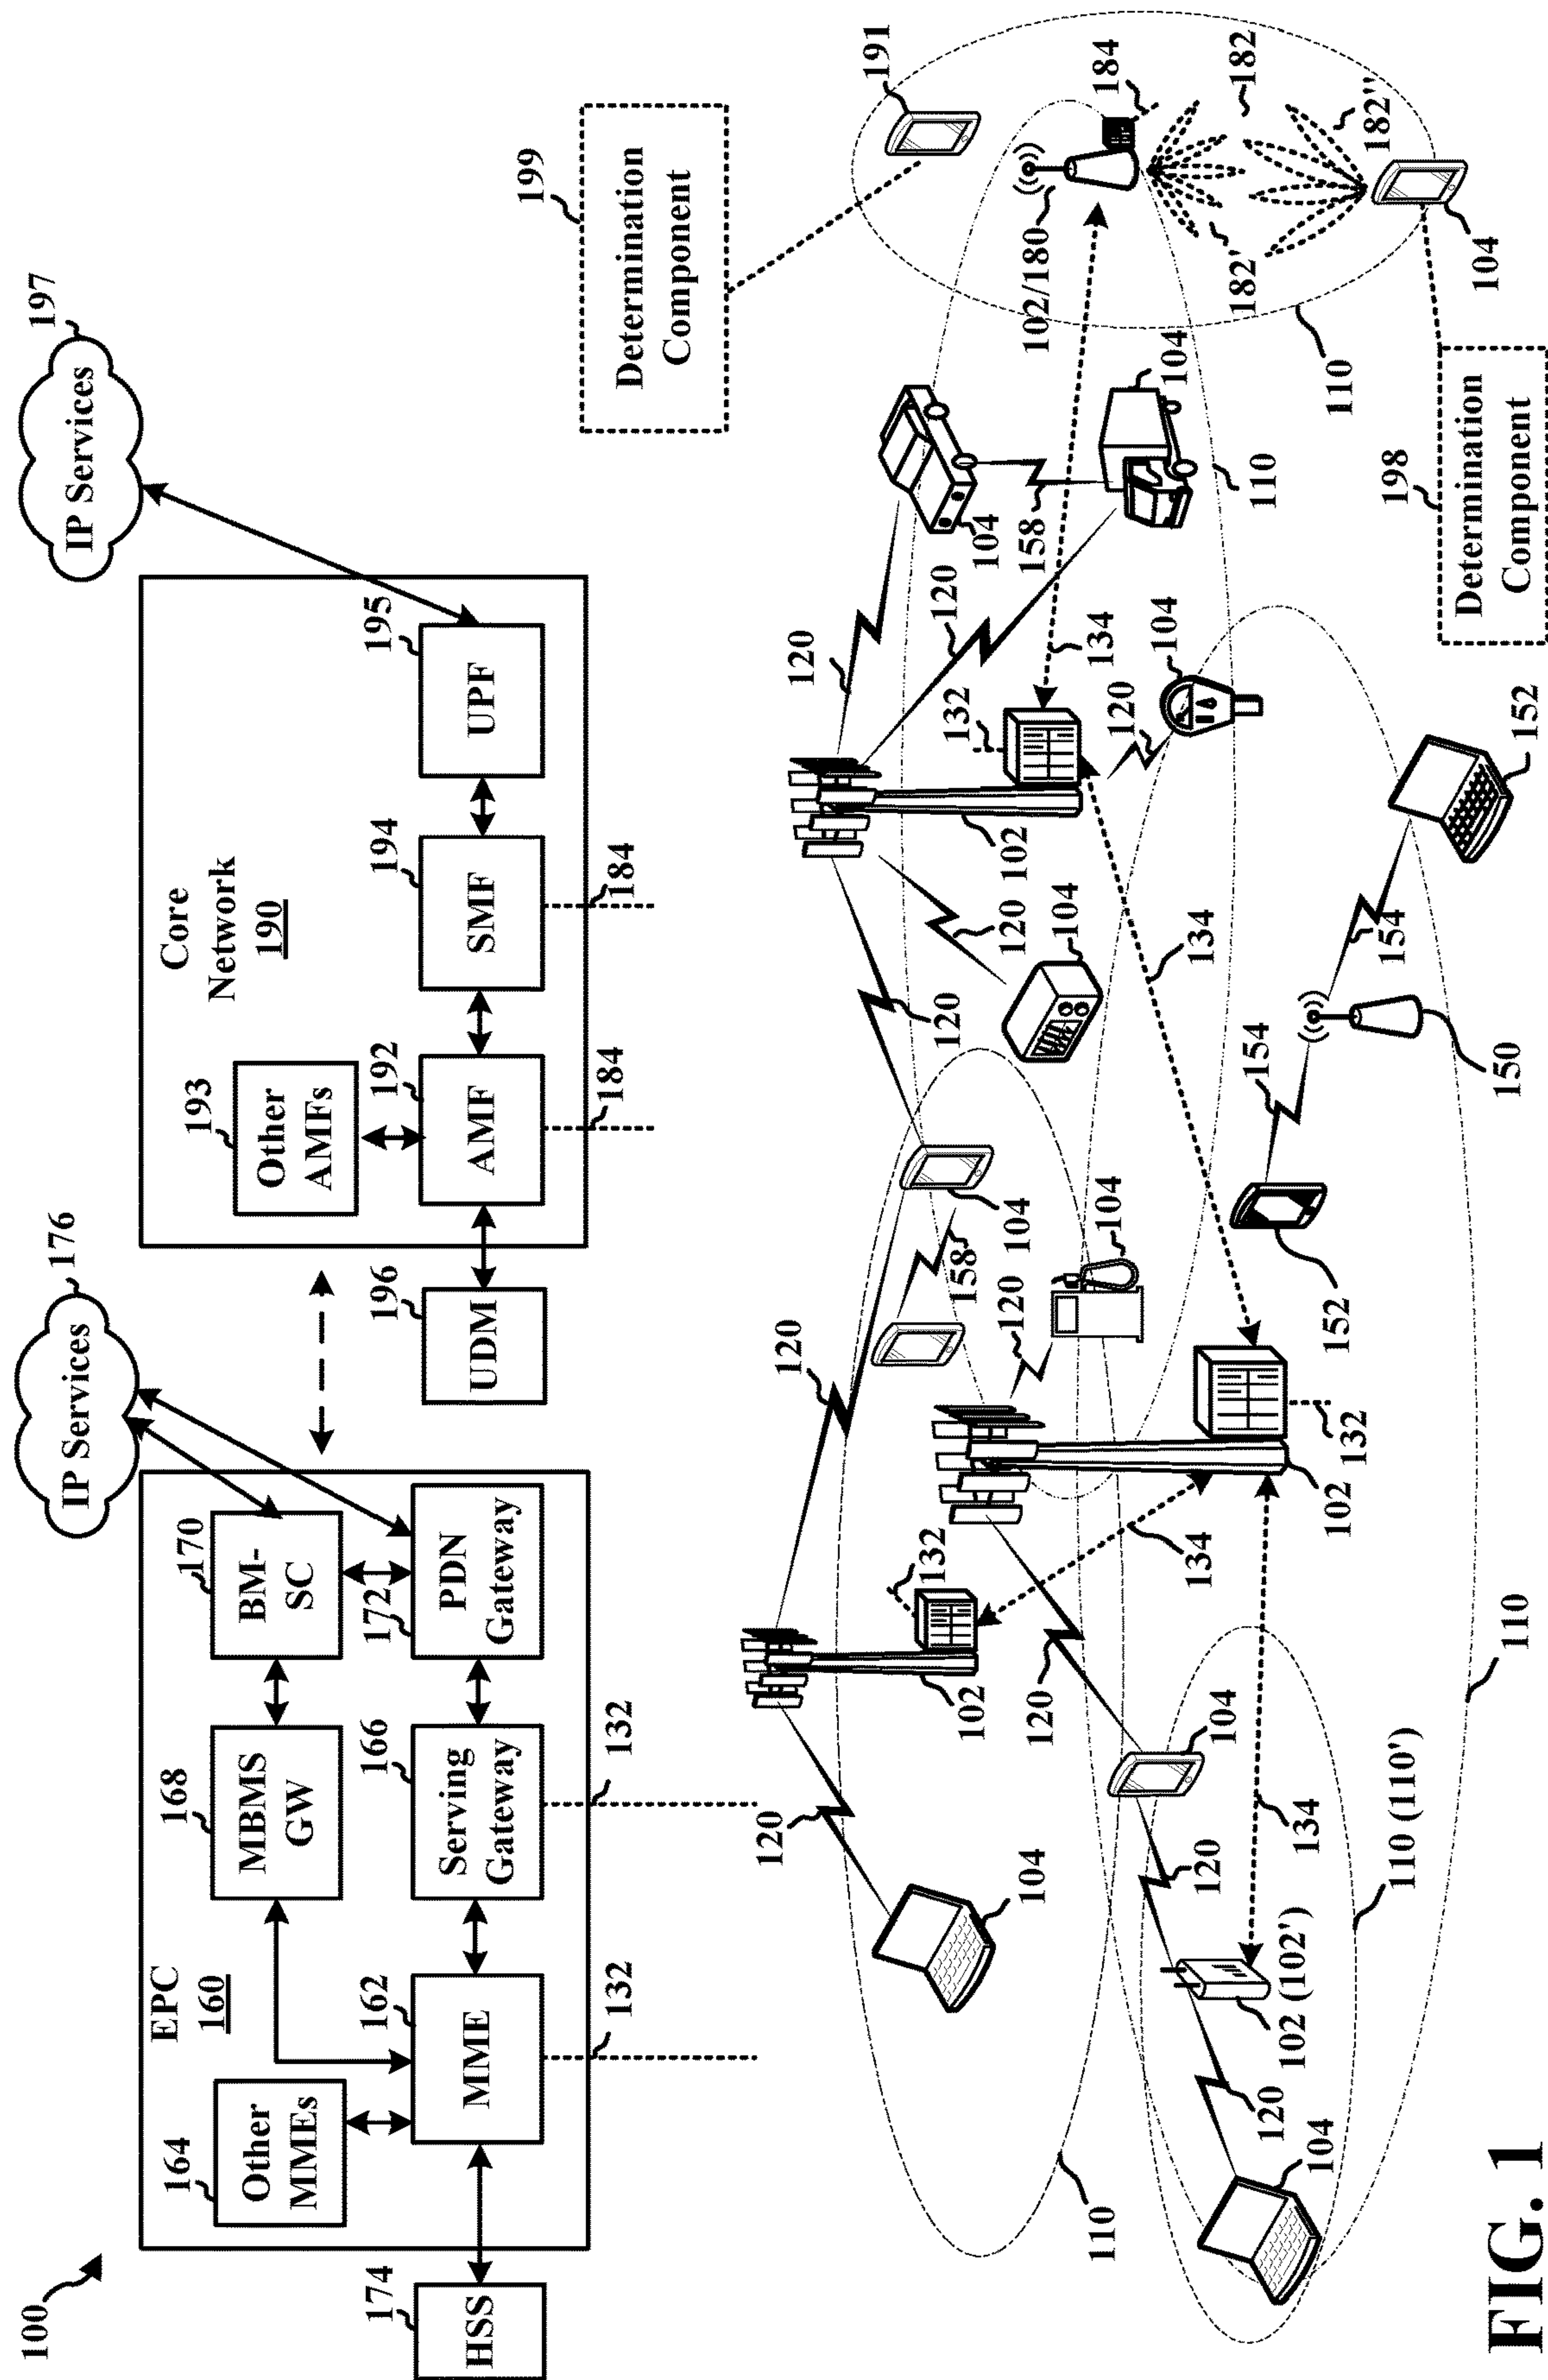 100
HSS
174
EPC
160
Other
MMEs
164
MME
162
132
MBMS
GW
168
Serving
Gateway
166
132
BM-
SC
170
PDN
Gateway
172
IP Services
176
UDM
196
Core
Network
190
Other
AMFs
193
AMF
192
184
SMF
194
184
UPF
195
IP Services
197
Determination
Component
199
191
102/180
184
182'
182
182''
104
110
Determination
Component
198
120
104
158
104
110
120
134
132
120
104
102
120
104
120
134
104
158
120
104
120
132
102
120
104
110
134
120
104
120
102 (102')
120
104
134
110 (110')
110
102
132
152
154
150
154
152
FIG. 1